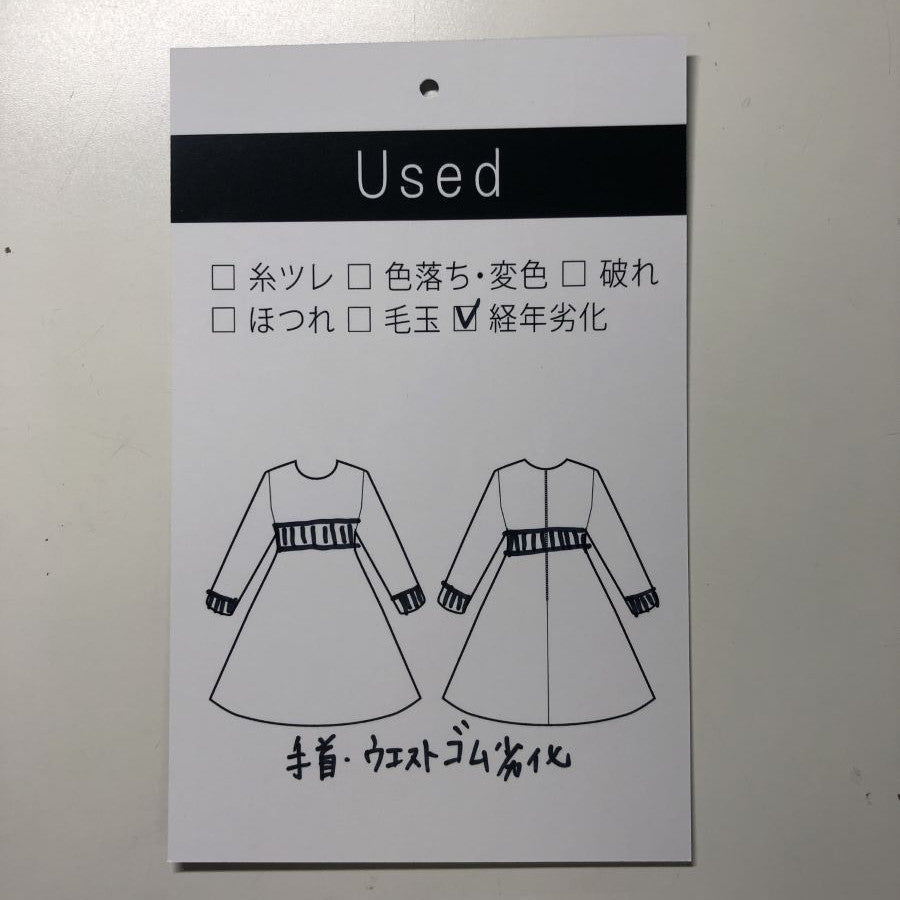 Used
□ 糸ツレ □ 色落ち・変色 □ 破れ
□ ほつれ □ 毛玉 ☑ 経年劣化
手首・ウエストゴム劣化